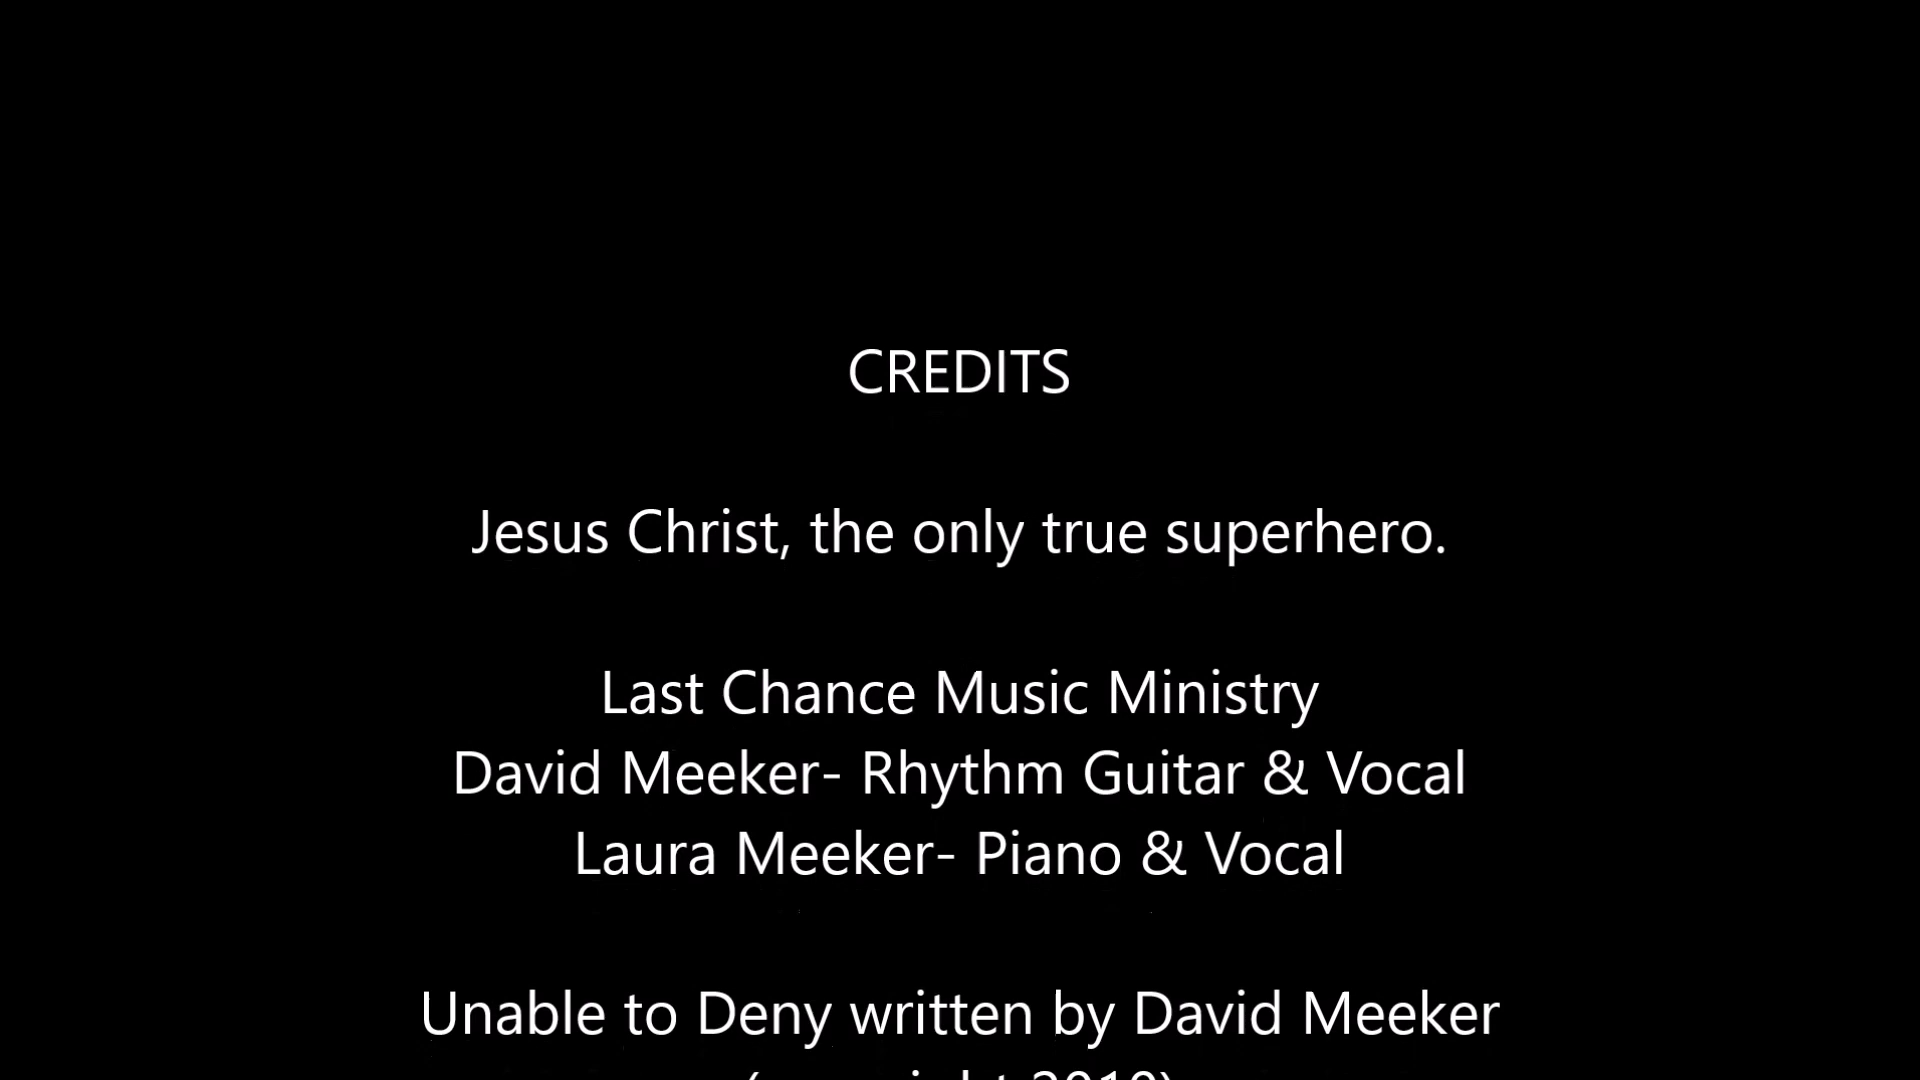 CREDITS
Jesus Christ, the only true superhero.
Last Chance Music Ministry
David Meeker- Rhythm Guitar & Vocal
Laura Meeker- Piano & Vocal
Unable to Deny written by David Meeker